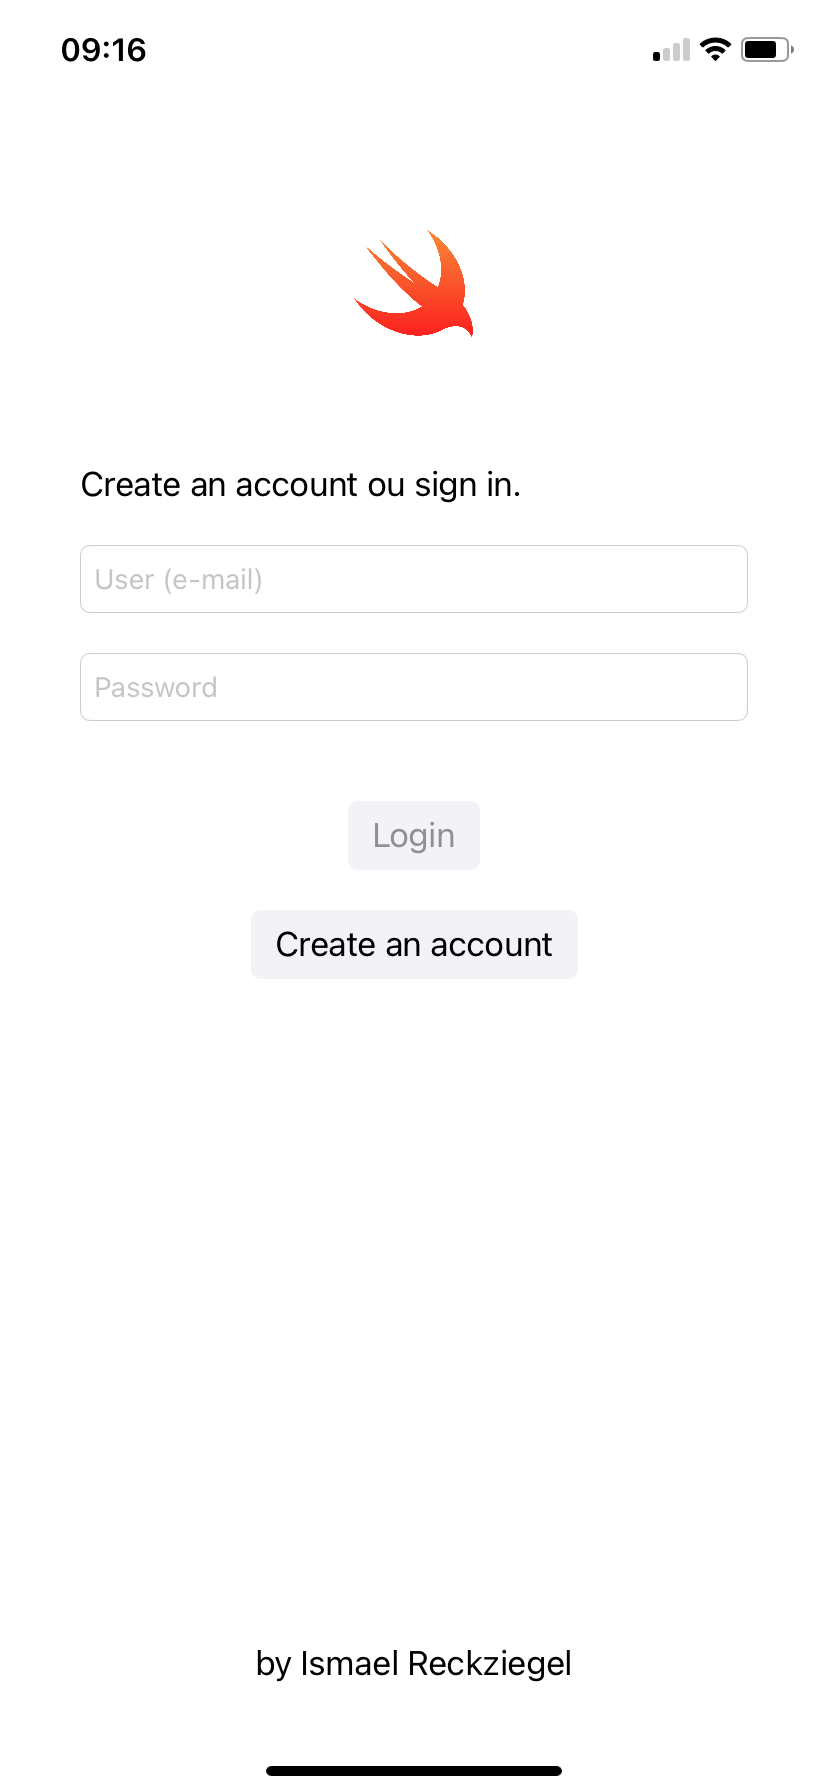 09:16
Create an account ou sign in.
User (e-mail)
Password
Login
Create an account
by Ismael Reckziegel